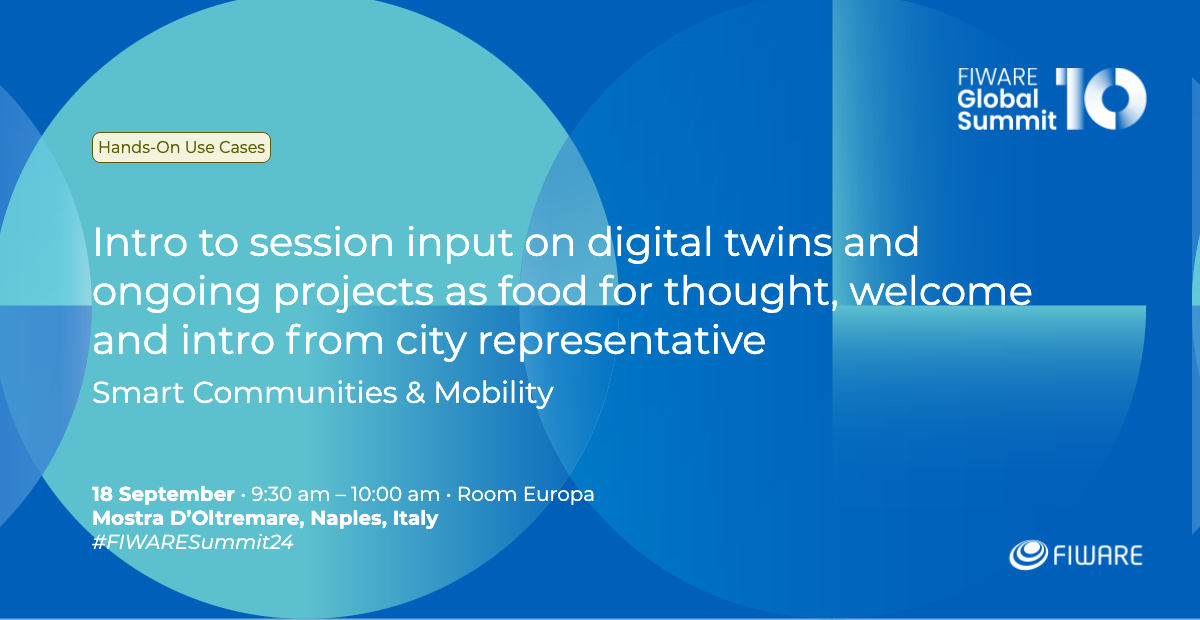 FIWARE
Global
Summit 10
Hands-On Use Cases
Intro to session input on digital twins and
ongoing projects as food for thought, welcome
and intro from city representative
Smart Communities & Mobility
18 September · 9:30 am – 10:00 am · Room Europa
Mostra D’Oltremare, Naples, Italy
#FIWARESummit24
FIWARE